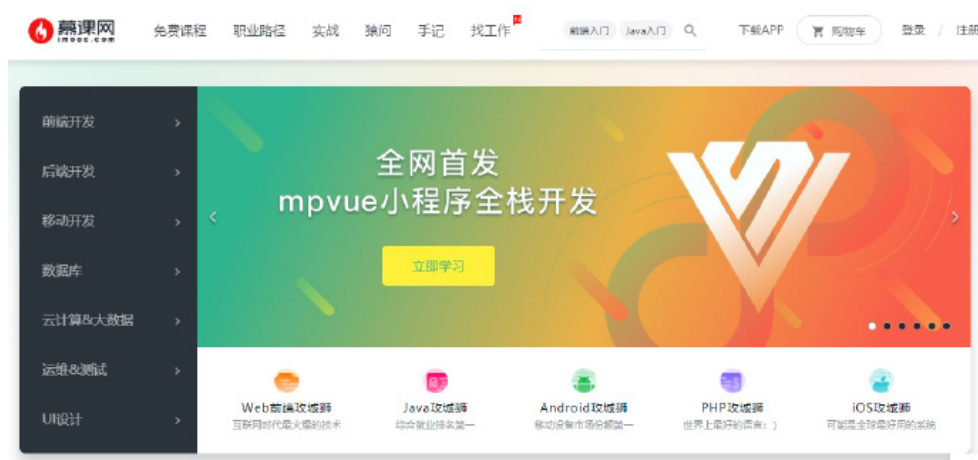 慕课网
imooc.com
免费课程 职业路径 实战 猿问 手记 找工作
前端入门 Java入门
下载APP 购物车 登录 / 注册
前端开发
后端开发
移动开发
数据库
云计算&大数据
运维&测试
UI设计
全网首发
mpvue小程序全栈开发
立即学习
Web前端攻城狮 Java攻城狮 Android攻城狮 PHP攻城狮 iOS攻城狮
互联网时代最火爆的技术 综合就业排名第一 移动设备市场份额第一 世界上最好的语言：) 可能是全球最好用的系统